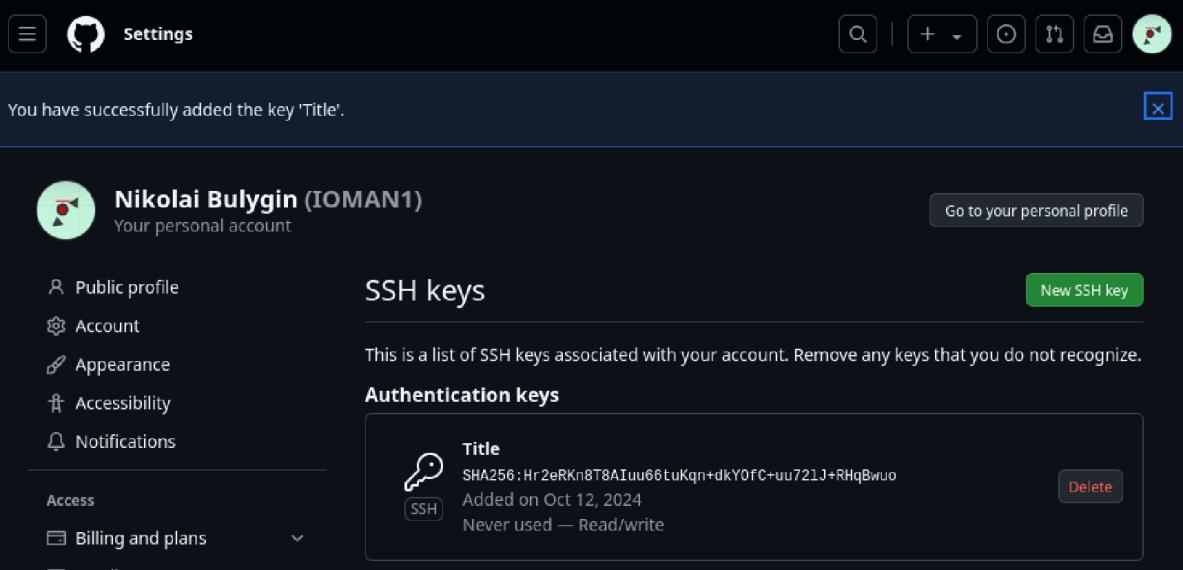 Settings
You have successfully added the key 'Title'.
Nikolai Bulygin (IOMAN1)
Your personal account
Go to your personal profile
Public profile
Account
Appearance
Accessibility
Notifications
Access
Billing and plans
SSH keys
New SSH key
This is a list of SSH keys associated with your account. Remove any keys that you do not recognize.
Authentication keys
Title
SHA256:Hr2eRKn8T8AIuu66tuKqn+dkYOfC+uu72lJ+RHqBwuo
Added on Oct 12, 2024
Never used — Read/write
SSH
Delete